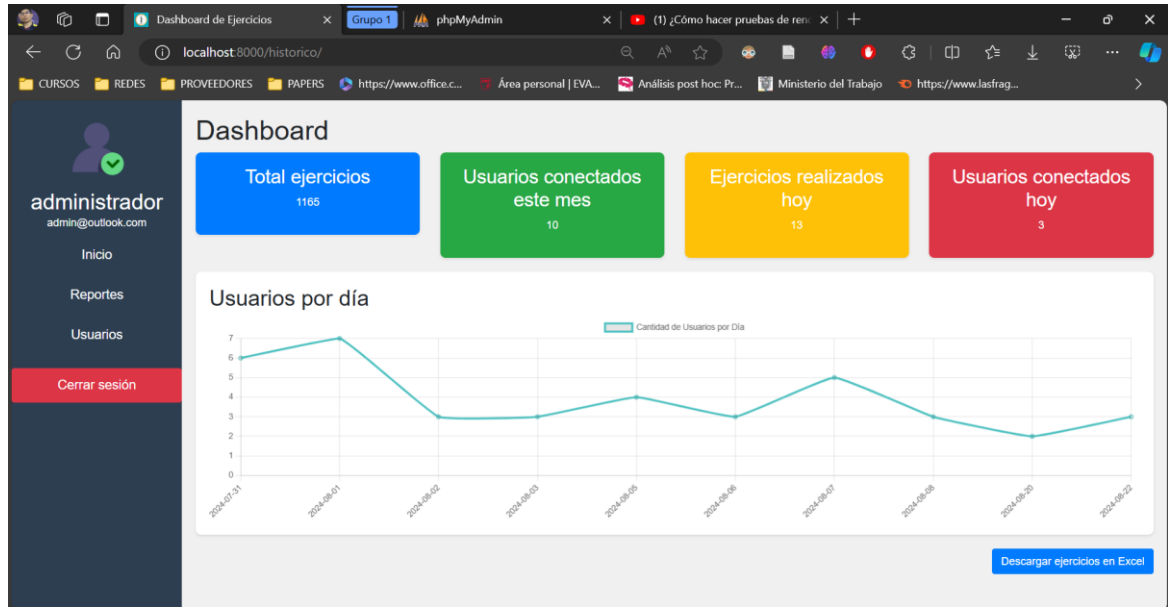 Dashboard de Ejercicios
Grupo 1
phpMyAdmin
(1) ¿Cómo hacer pruebas de ren
localhost:8000/historico/
CURSOS
REDES
PROVEEDORES
PAPERS
https://www.office.c...
Área personal | EVA...
Análisis post hoc: Pr...
Ministerio del Trabajo
https://www.lasfrag...
administrador
admin@outlook.com
Inicio
Reportes
Usuarios
Cerrar sesión
Dashboard
Total ejercicios
1165
Usuarios conectados
este mes
10
Ejercicios realizados
hoy
13
Usuarios conectados
hoy
3
Usuarios por día
Cantidad de Usuarios por Día
7
6
5
4
3
2
1
0
2024-07-31
2024-08-01
2024-08-02
2024-08-03
2024-08-05
2024-08-06
2024-08-07
2024-08-08
2024-08-20
2024-08-22
Descargar ejercicios en Excel